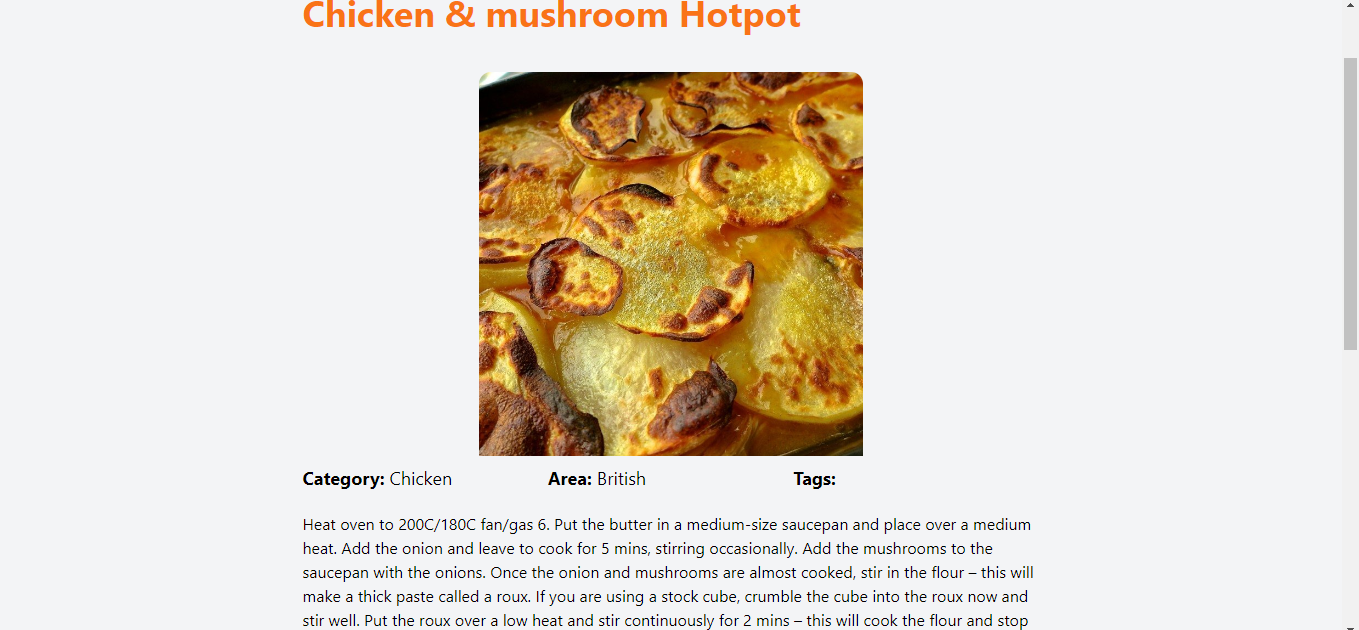 Chicken & mushroom Hotpot
Category: Chicken
Area: British
Tags:
Heat oven to 200C/180C fan/gas 6. Put the butter in a medium-size saucepan and place over a medium
heat. Add the onion and leave to cook for 5 mins, stirring occasionally. Add the mushrooms to the
saucepan with the onions. Once the onion and mushrooms are almost cooked, stir in the flour – this will
make a thick paste called a roux. If you are using a stock cube, crumble the cube into the roux now and
stir well. Put the roux over a low heat and stir continuously for 2 mins – this will cook the flour and stop